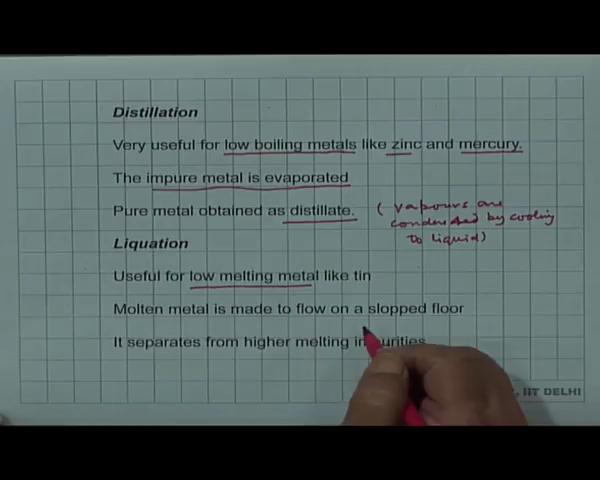 Distillation
Very useful for low boiling metals like zinc and mercury.
The impure metal is evaporated
Pure metal obtained as distillate. (vapours are
condensed by cooling
to liquid)
Liquation
Useful for low melting metal like tin
Molten metal is made to flow on a slopped floor
It separates from higher melting
IIT DELHI